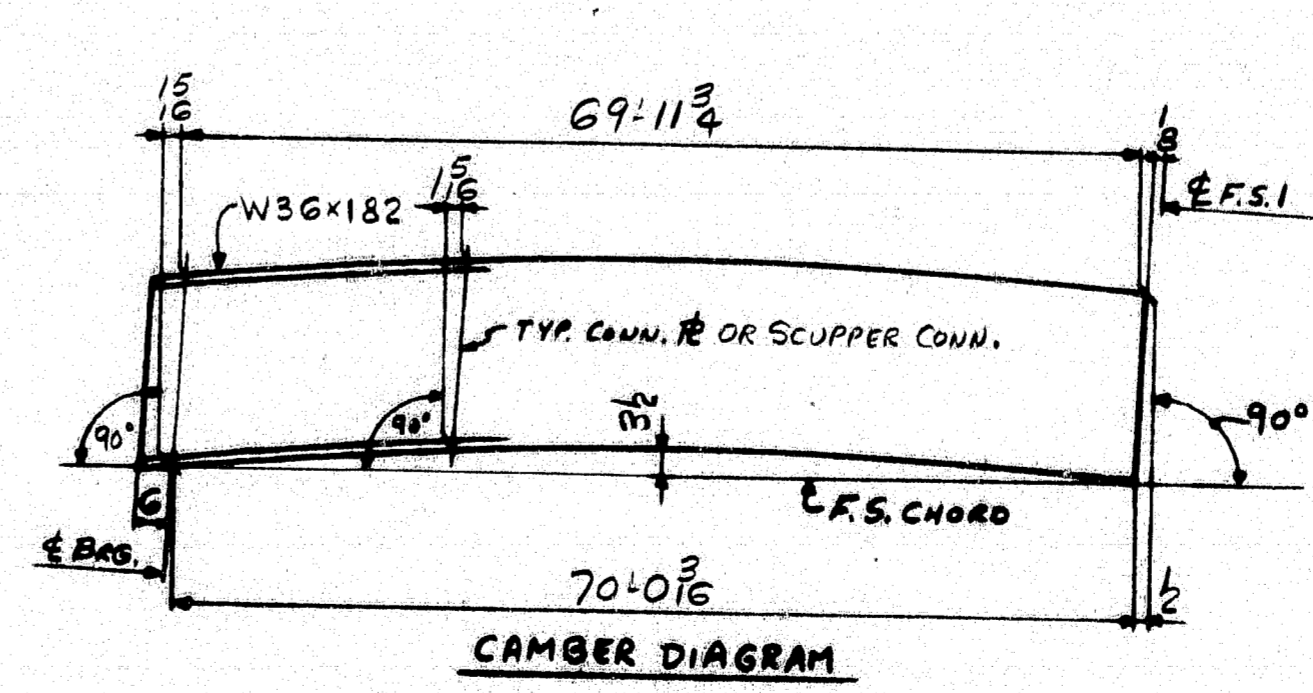 15/16
69'-11 3/4
1/8
℄ F.S.1
W36×182
15/16
TYP. CONN. ℞ OR SCUPPER CONN.
3 1/2
90°
90°
90°
6
℄ F.S. CHORD
℄ BRG.
70'-0 3/16
1/2
CAMBER DIAGRAM